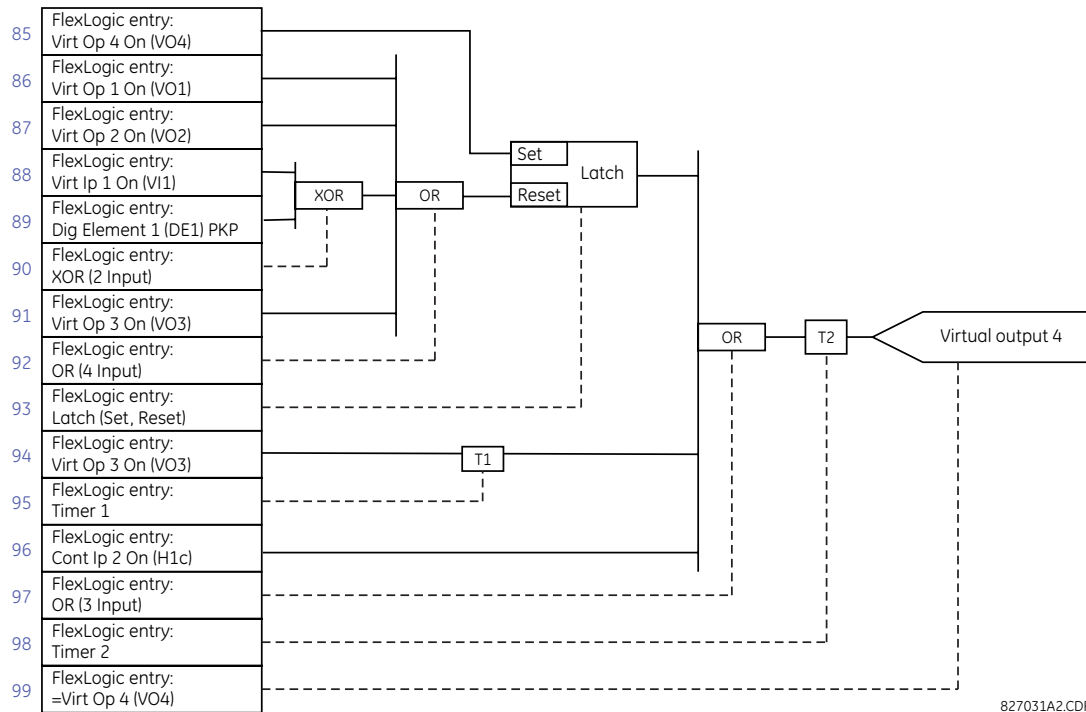 85
FlexLogic entry:
Virt Op 4 On (VO4)
86
FlexLogic entry:
Virt Op 1 On (VO1)
87
FlexLogic entry:
Virt Op 2 On (VO2)
88
FlexLogic entry:
Virt Ip 1 On (VI1)
89
FlexLogic entry:
Dig Element 1 (DE1) PKP
90
FlexLogic entry:
XOR (2 Input)
91
FlexLogic entry:
Virt Op 3 On (VO3)
92
FlexLogic entry:
OR (4 Input)
93
FlexLogic entry:
Latch (Set, Reset)
94
FlexLogic entry:
Virt Op 3 On (VO3)
95
FlexLogic entry:
Timer 1
96
FlexLogic entry:
Cont Ip 2 On (H1c)
97
FlexLogic entry:
OR (3 Input)
98
FlexLogic entry:
Timer 2
99
FlexLogic entry:
=Virt Op 4 (VO4)
XOR
OR
Set
Reset
Latch
T1
OR
T2
Virtual output 4